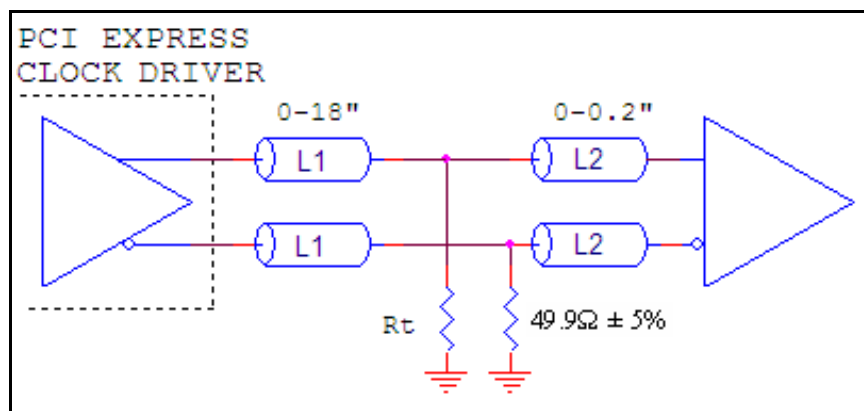 PCI EXPRESS
CLOCK DRIVER
0-18"
0-0.2"
L1
L2
L1
L2
Rt
49.9Ω ± 5%